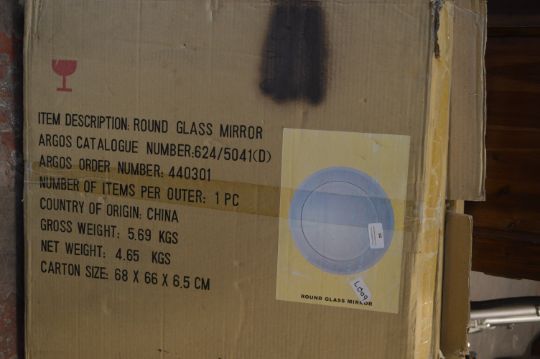 ITEM DESCRIPTION: ROUND GLASS MIRROR
ARGOS CATALOGUE NUMBER:624/5041(D)
ARGOS ORDER NUMBER: 440301
NUMBER OF ITEMS PER OUTER: 1 PC
COUNTRY OF ORIGIN: CHINA
GROSS WEIGHT: 5.69 KGS
NET WEIGHT: 4.65 KGS
CARTON SIZE: 68 X 66 X 6.5 CM
ROUND GLASS MIRROR